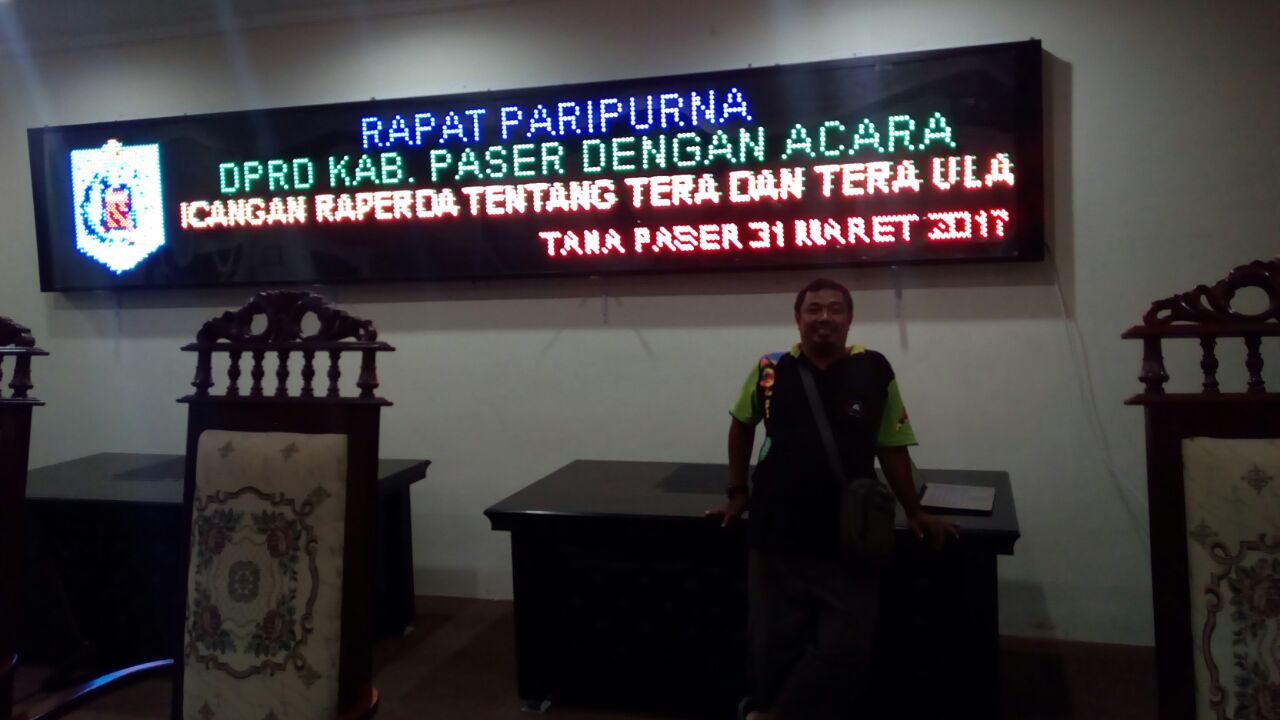 RAPAT PARIPURNA
DPRD KAB. PASER DENGAN ACARA
ICANGAN RAPERDA TENTANG TERA DAN TERA ULA
TANA PASER 31 MARET 2017